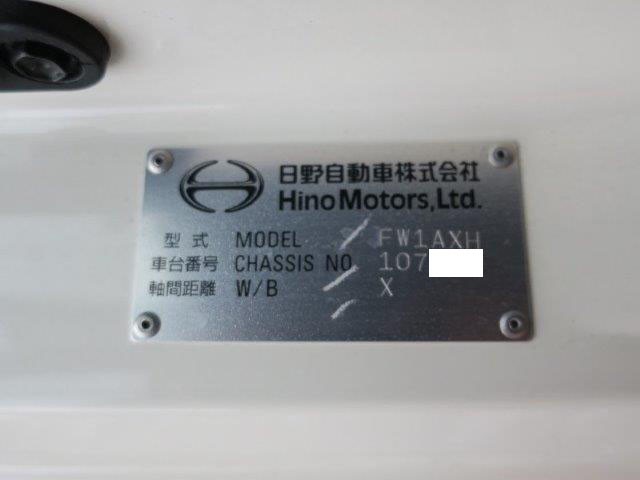 日野自動車株式会社
Hino Motors, Ltd.
型式 MODEL FW1AXH
車台番号 CHASSIS NO. 107
軸間距離 W/B X